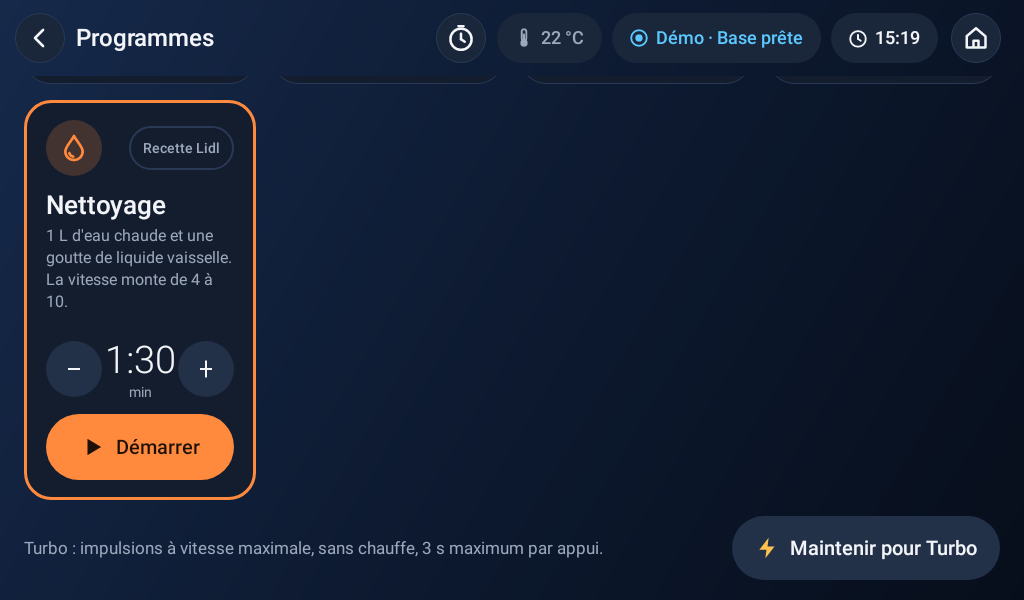 Programmes
22 °C
Démo · Base prête
15:19
Recette Lidl
Nettoyage
1 L d'eau chaude et une
goutte de liquide vaisselle.
La vitesse monte de 4 à
10.
− 1:30 +
min
Démarrer
Turbo : impulsions à vitesse maximale, sans chauffe, 3 s maximum par appui.
Maintenir pour Turbo